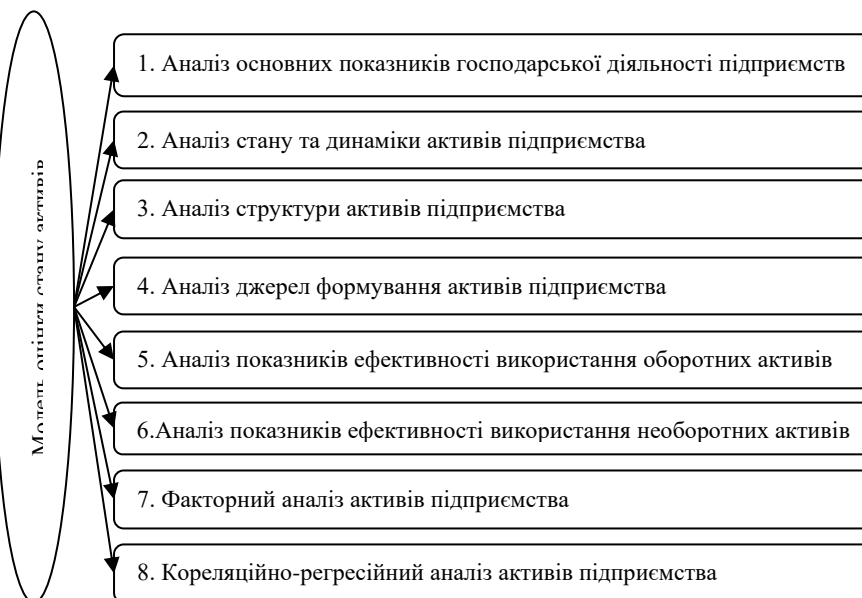 Модель оцінки стану активів
1. Аналіз основних показників господарської діяльності підприємств
2. Аналіз стану та динаміки активів підприємства
3. Аналіз структури активів підприємства
4. Аналіз джерел формування активів підприємства
5. Аналіз показників ефективності використання оборотних активів
6.Аналіз показників ефективності використання необоротних активів
7. Факторний аналіз активів підприємства
8. Кореляційно-регресійний аналіз активів підприємства